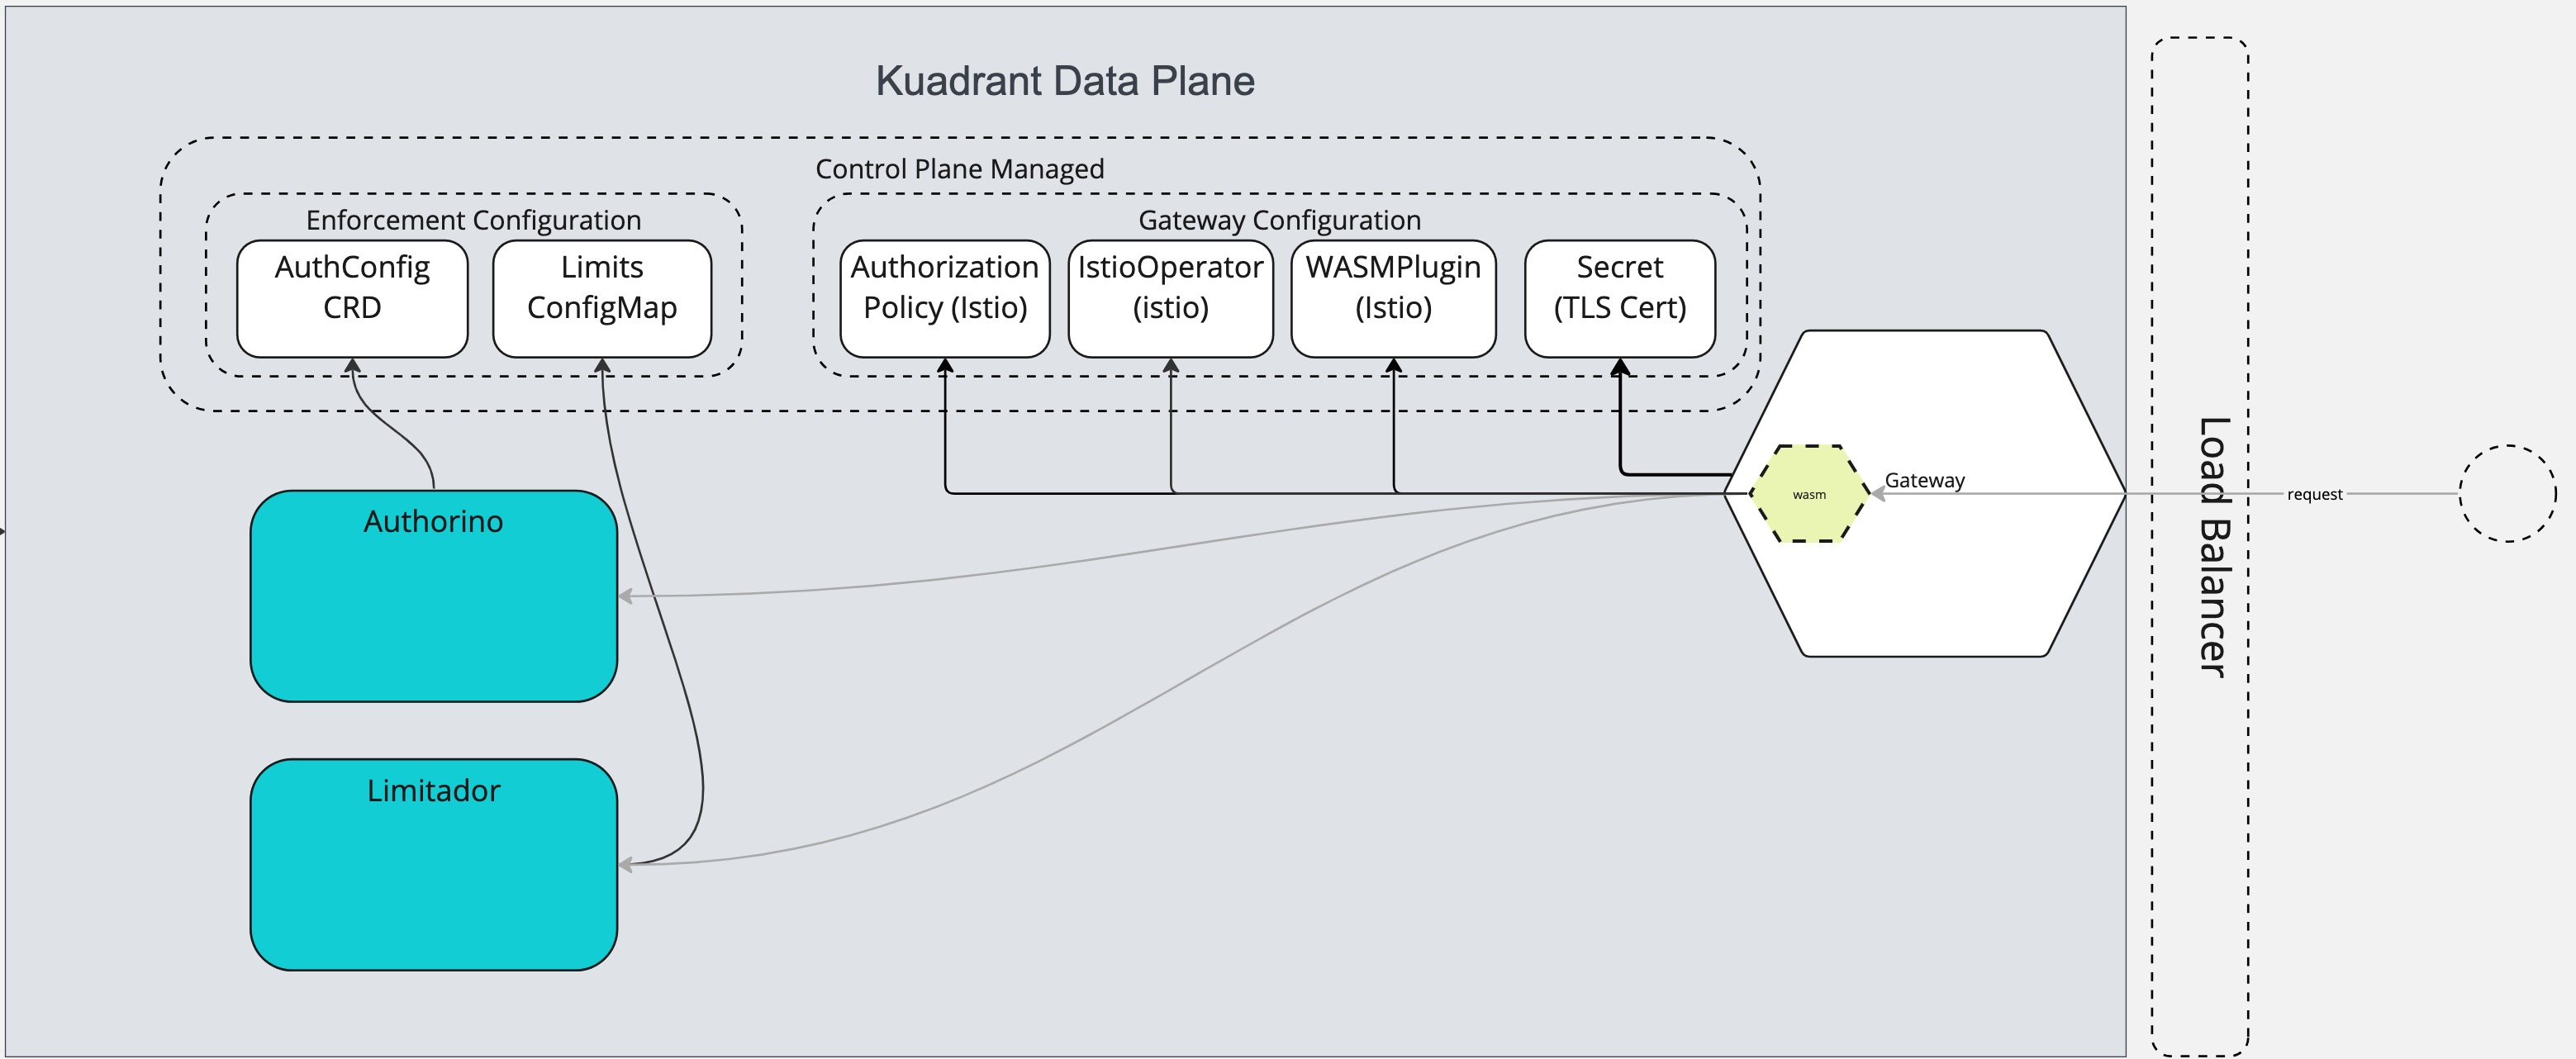 Kuadrant Data Plane
Control Plane Managed
Enforcement Configuration
Gateway Configuration
AuthConfig
CRD
Limits
ConfigMap
Authorization
Policy (Istio)
IstioOperator
(istio)
WASMPlugin
(Istio)
Secret
(TLS Cert)
Gateway
wasm
request
Load Balancer
Authorino
Limitador